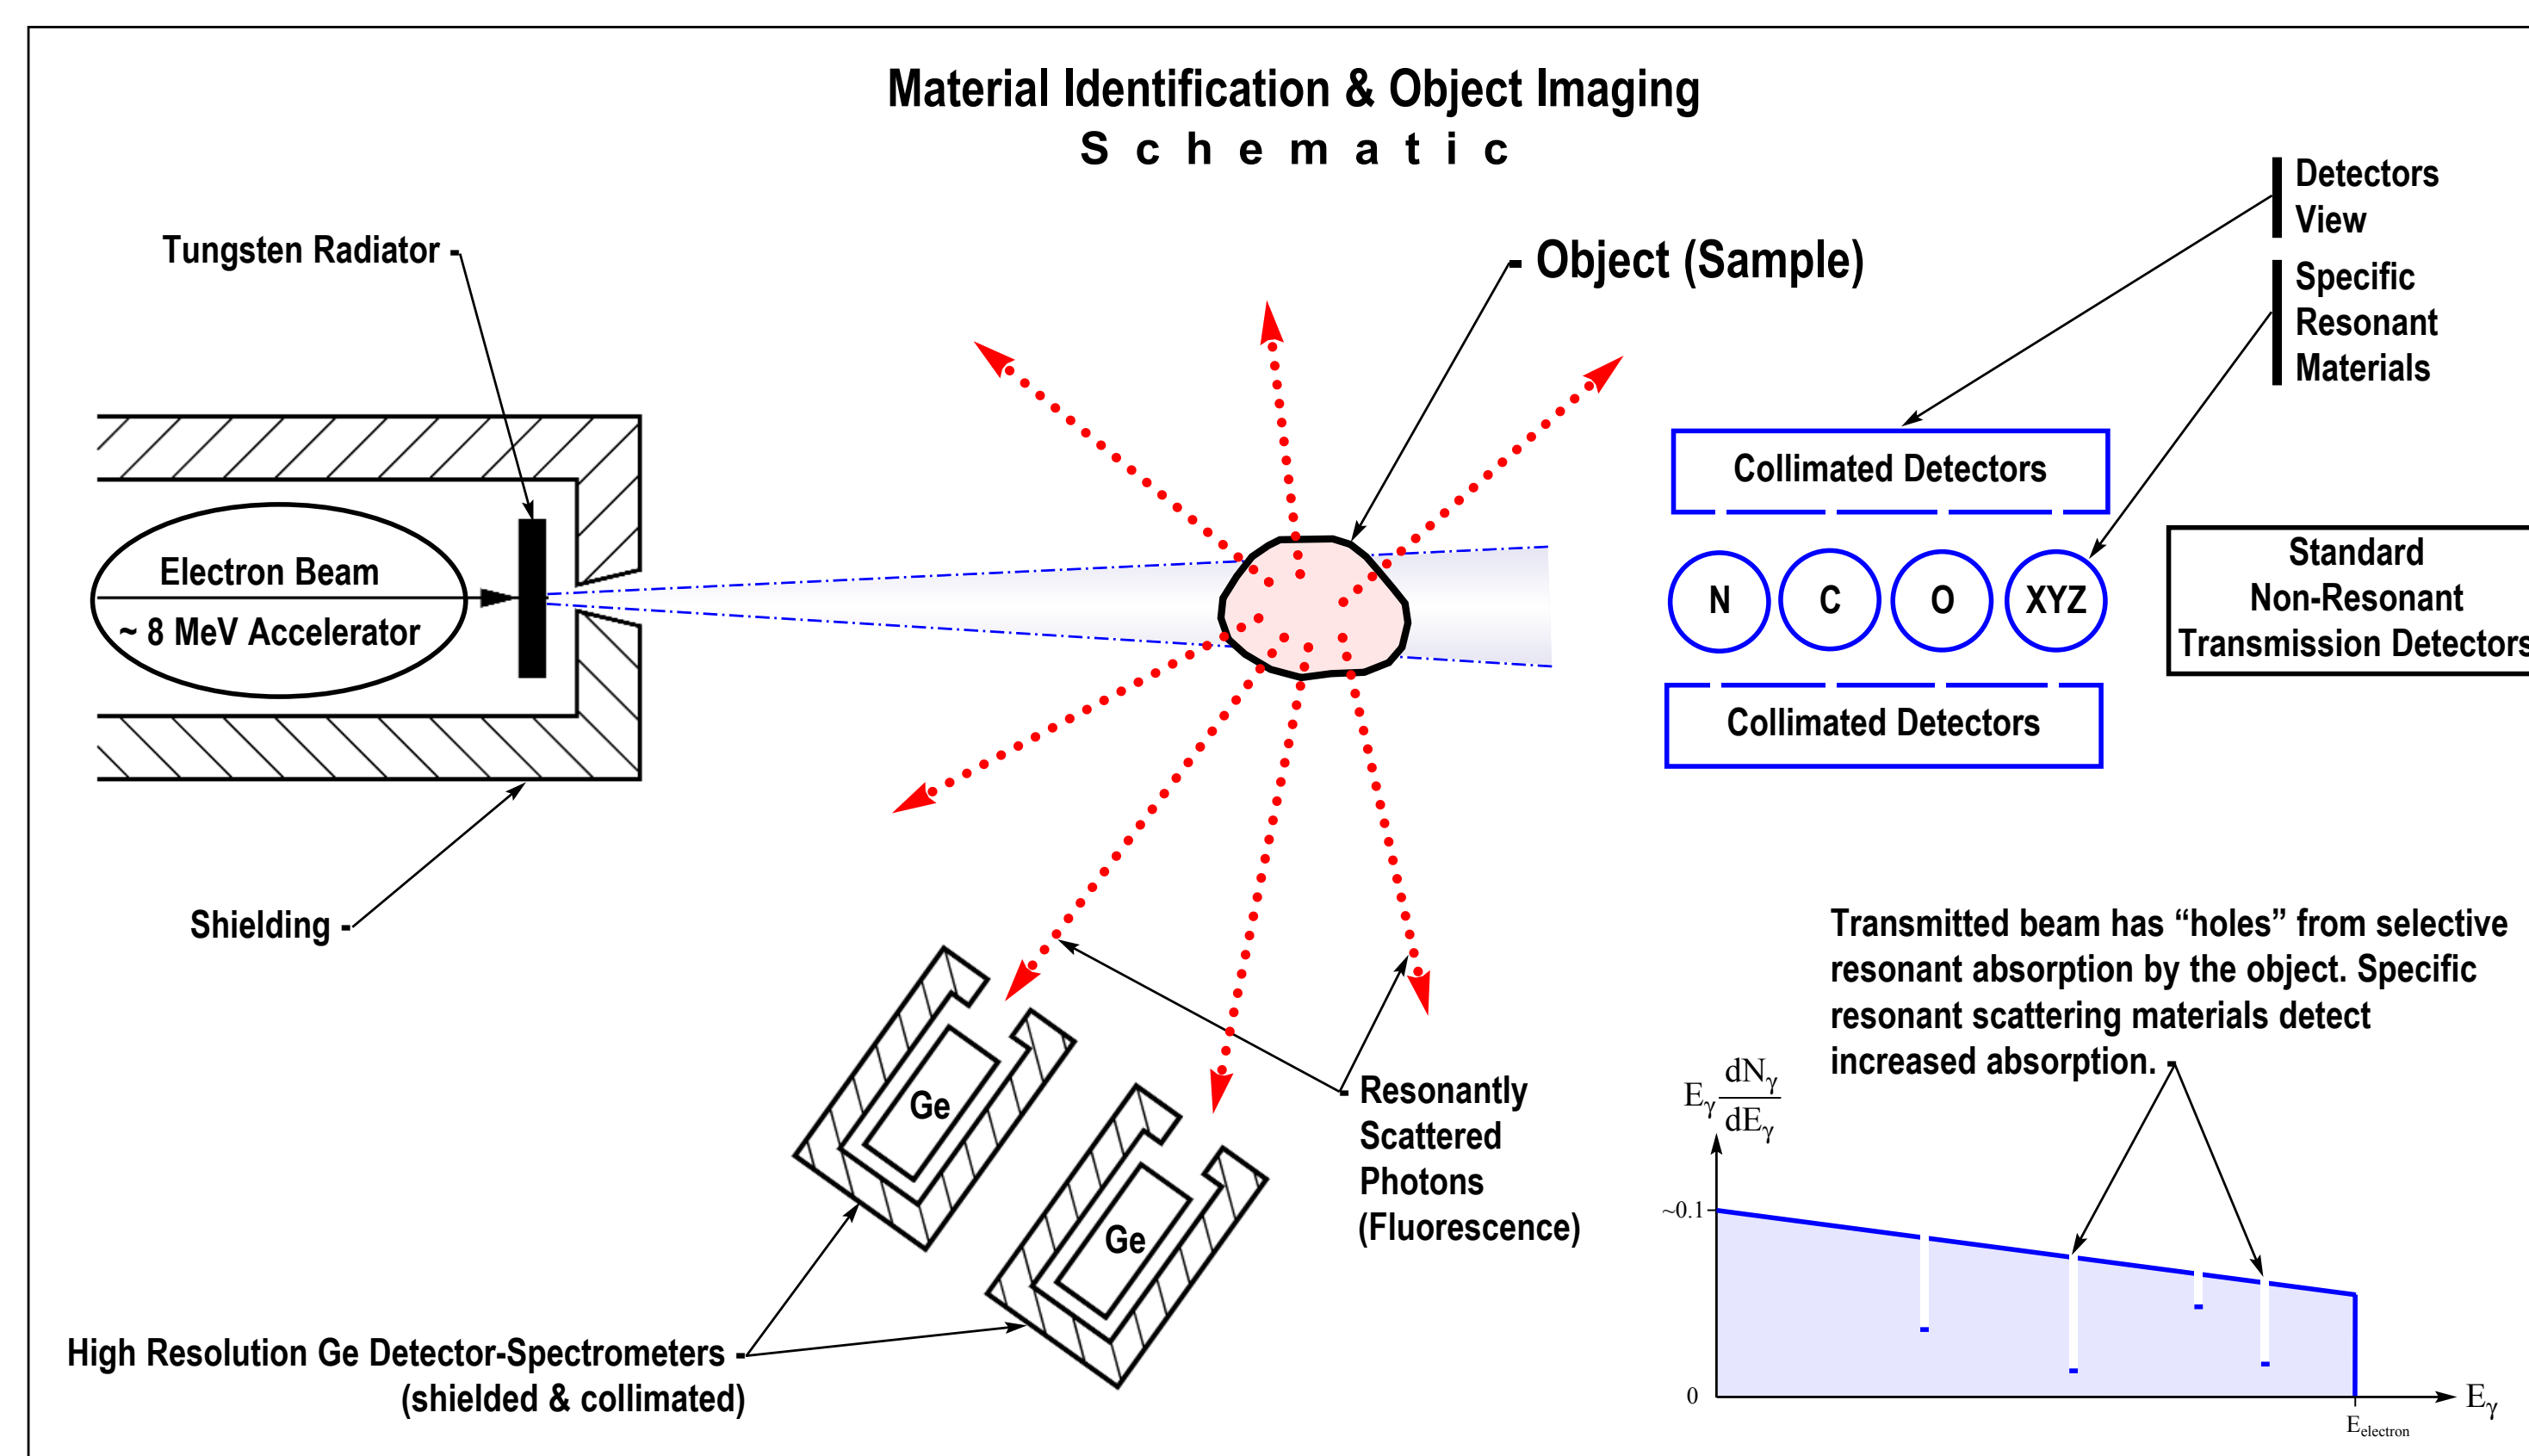 Material Identification & Object Imaging
S c h e m a t i c
Detectors
View
Specific
Resonant
Materials
Tungsten Radiator -
- Object (Sample)
Collimated Detectors
Electron Beam
~ 8 MeV Accelerator
N C O XYZ
Standard
Non-Resonant
Transmission Detectors
Collimated Detectors
Shielding -
Transmitted beam has “holes” from selective
resonant absorption by the object. Specific
resonant scattering materials detect
increased absorption. -
Ge
Ge
- Resonantly
Scattered
Photons
(Fluorescence)
High Resolution Ge Detector-Spectrometers -
(shielded & collimated)
Eγ dNγ/dEγ
~0.1
0
Eγ
Eelectron